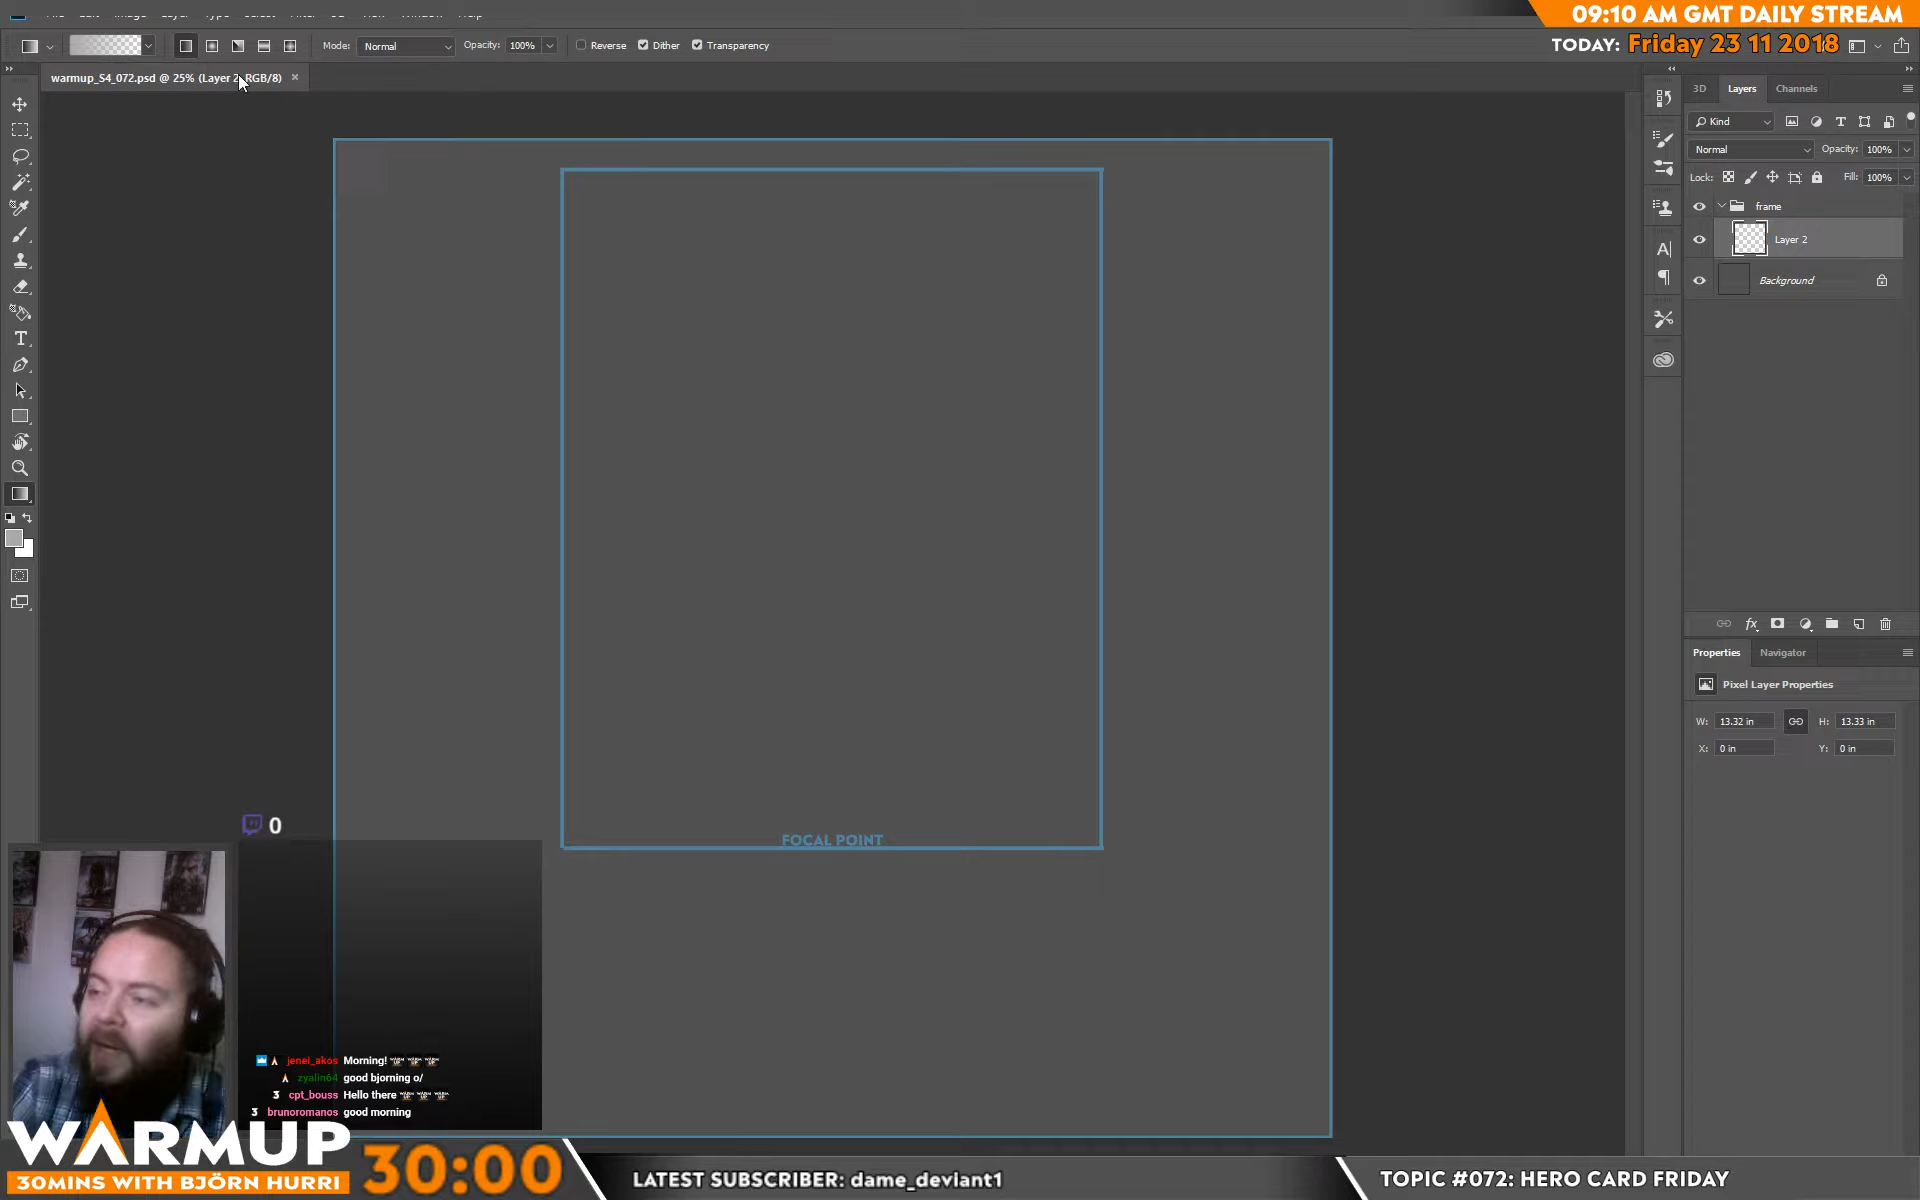 09:10 AM GMT DAILY STREAM
TODAY: Friday 23 11 2018
Mode: Normal Opacity: 100% Reverse Dither Transparency
warmup_S4_072.psd @ 25% (Layer 2, RGB/8) ×
3D Layers Channels
Kind
Normal Opacity: 100%
Lock: Fill: 100%
frame
Layer 2
Background
FOCAL POINT
Properties Navigator
Pixel Layer Properties
W: 13.32 in H: 13.33 in
X: 0 in Y: 0 in
0
jenei_akos Morning!
zyalin64 good bjorning o/
3 cpt_bouss Hello there
3 brunoromanos good morning
WARMUP
30MINS WITH BJÖRN HURRI
30:00
LATEST SUBSCRIBER: dame_deviant1
TOPIC #072: HERO CARD FRIDAY